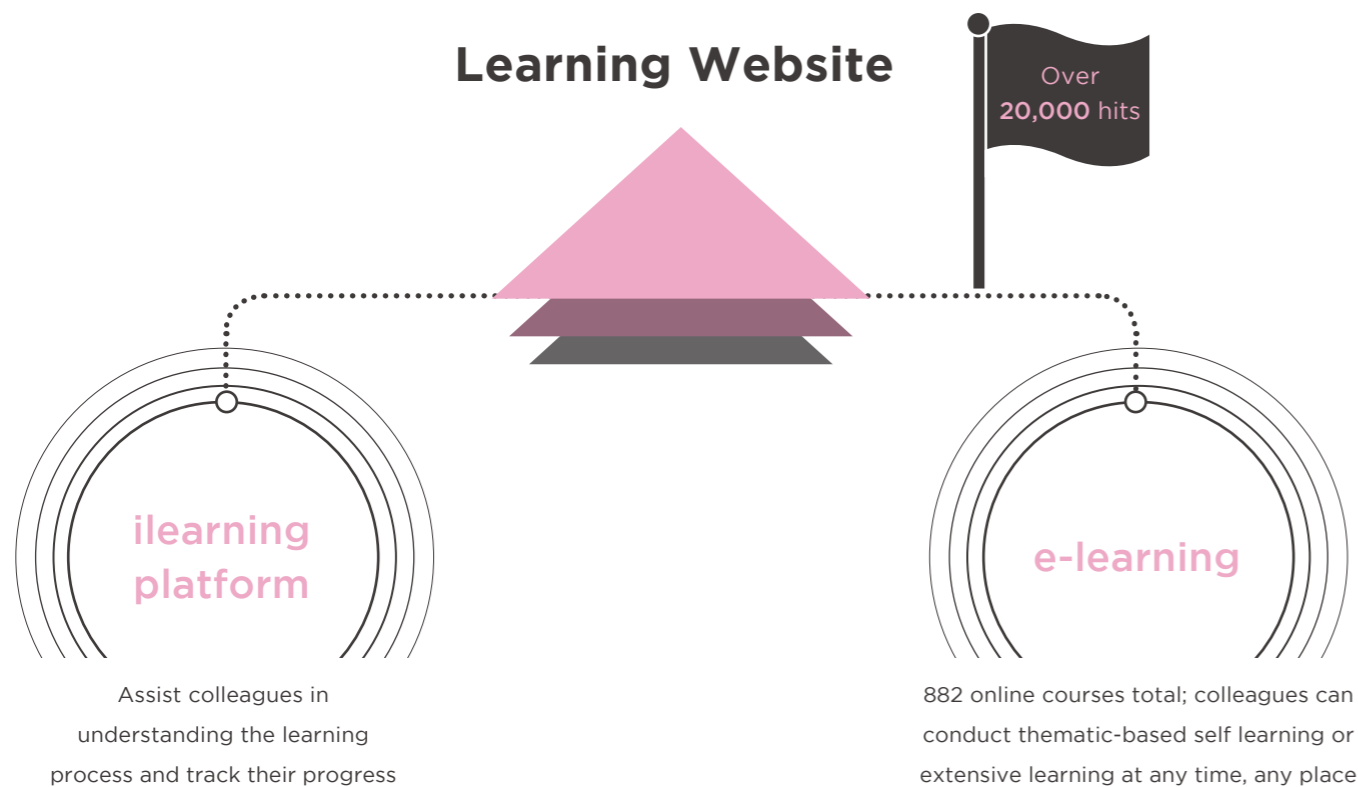 Learning Website
Over
20,000 hits
ilearning
platform
Assist colleagues in
understanding the learning
process and track their progress
e-learning
882 online courses total; colleagues can
conduct thematic-based self learning or
extensive learning at any time, any place